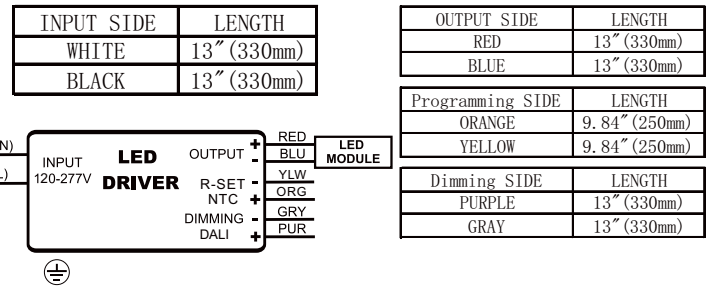 INPUT SIDE LENGTH
WHITE 13″(330mm)
BLACK 13″(330mm)
OUTPUT SIDE LENGTH
RED 13″(330mm)
BLUE 13″(330mm)
Programming SIDE LENGTH
ORANGE 9.84″(250mm)
YELLOW 9.84″(250mm)
Dimming SIDE LENGTH
PURPLE 13″(330mm)
GRAY 13″(330mm)
N)
L)
INPUT
120-277V
LED
DRIVER
OUTPUT + RED
- BLU
LED
MODULE
R-SET - YLW
NTC + ORG
DIMMING - GRY
DALI + PUR